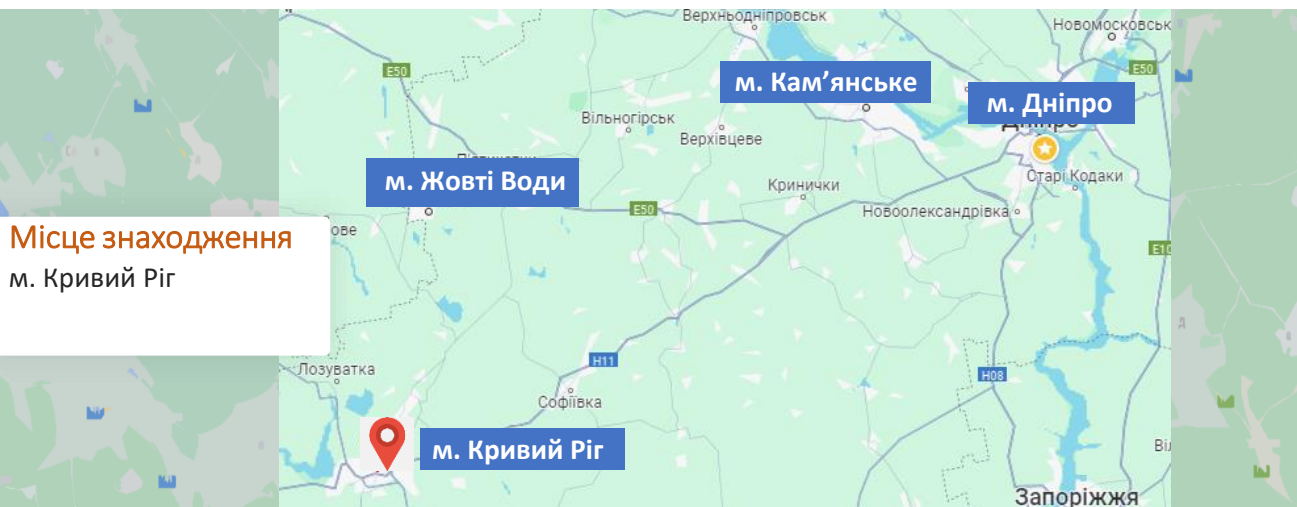 Верхньодніпровськ
Новомосковськ
E50
E50
м. Кам’янське
м. Дніпро
Вільногірськ
Верхівцеве
Старі Кодаки
м. Жовті Води
Кринички
E50
Новоолександрівка
Місце знаходження
м. Кривий Ріг
H11
Лозуватка
H08
Софіївка
м. Кривий Ріг
Запоріжжя